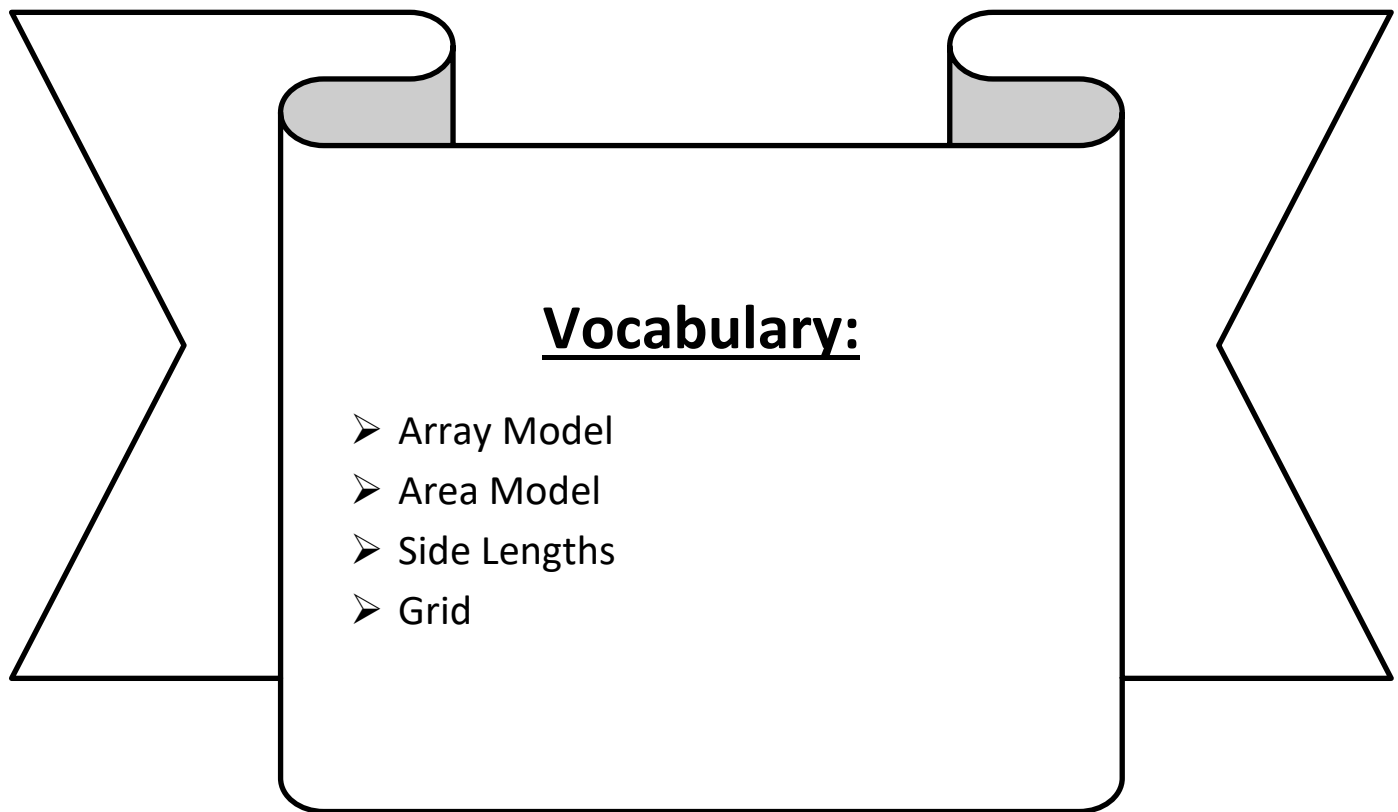 Vocabulary:
➢ Array Model
➢ Area Model
➢ Side Lengths
➢ Grid